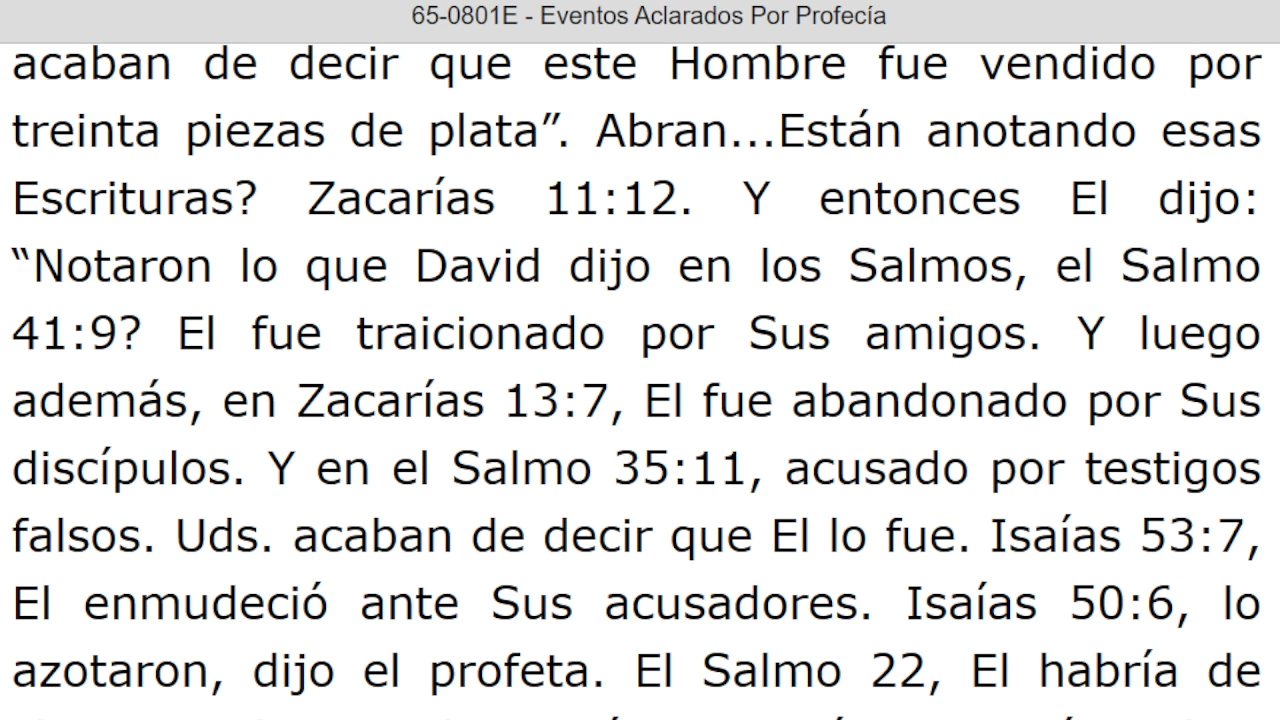 65-0801E - Eventos Aclarados Por Profecía
acaban de decir que este Hombre fue vendido por
treinta piezas de plata”. Abran...Están anotando esas
Escrituras? Zacarías 11:12. Y entonces El dijo:
“Notaron lo que David dijo en los Salmos, el Salmo
41:9? El fue traicionado por Sus amigos. Y luego
además, en Zacarías 13:7, El fue abandonado por Sus
discípulos. Y en el Salmo 35:11, acusado por testigos
falsos. Uds. acaban de decir que El lo fue. Isaías 53:7,
El enmudeció ante Sus acusadores. Isaías 50:6, lo
azotaron, dijo el profeta. El Salmo 22, El habría de